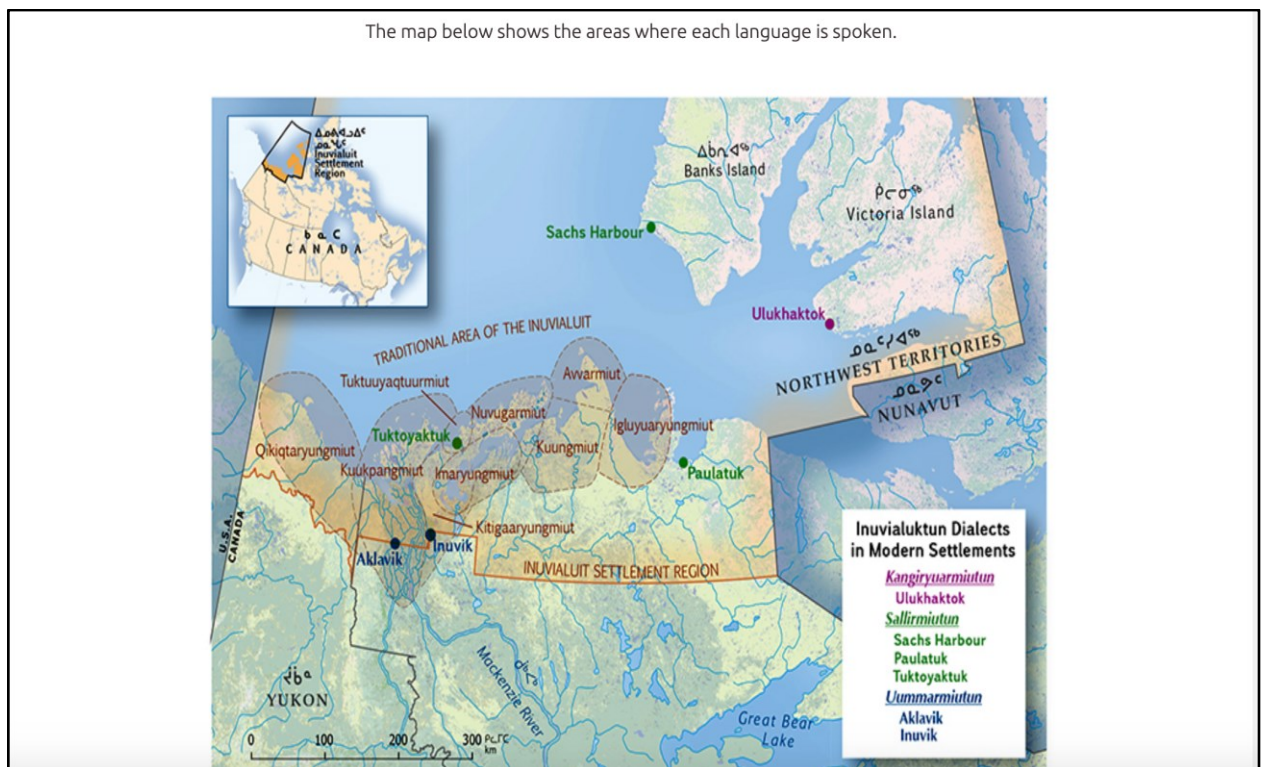 The map below shows the areas where each language is spoken.
Inuvialuit
Settlement
Region
ᑲ ᓇ ᑕ
CANADA
Banks Island
Victoria Island
Sachs Harbour
Ulukhaktok
TRADITIONAL AREA OF THE INUVIALUIT
NORTHWEST TERRITORIES
ᓄᓇᕗᑦ
NUNAVUT
Avvarmiut
Tuktuuyaqtuurmiut
Nuvugarmiut
Igluyuaryungmiut
Tuktoyaktuk
Qikiqtaryungmiut
Kuungmiut
Kuukpangmiut
Imaryungmiut
Paulatuk
Kitigaaryungmiut
U.S.A.
CANADA
Aklavik
Inuvik
INUVIALUIT SETTLEMENT REGION
Mackenzie River
YUKON
Great Bear
Lake
0 100 200 300
km
Inuvialuktun Dialects
in Modern Settlements
Kangiryuarmiutun
Ulukhaktok
Sallirmiutun
Sachs Harbour
Paulatuk
Tuktoyaktuk
Uummarmiutun
Aklavik
Inuvik